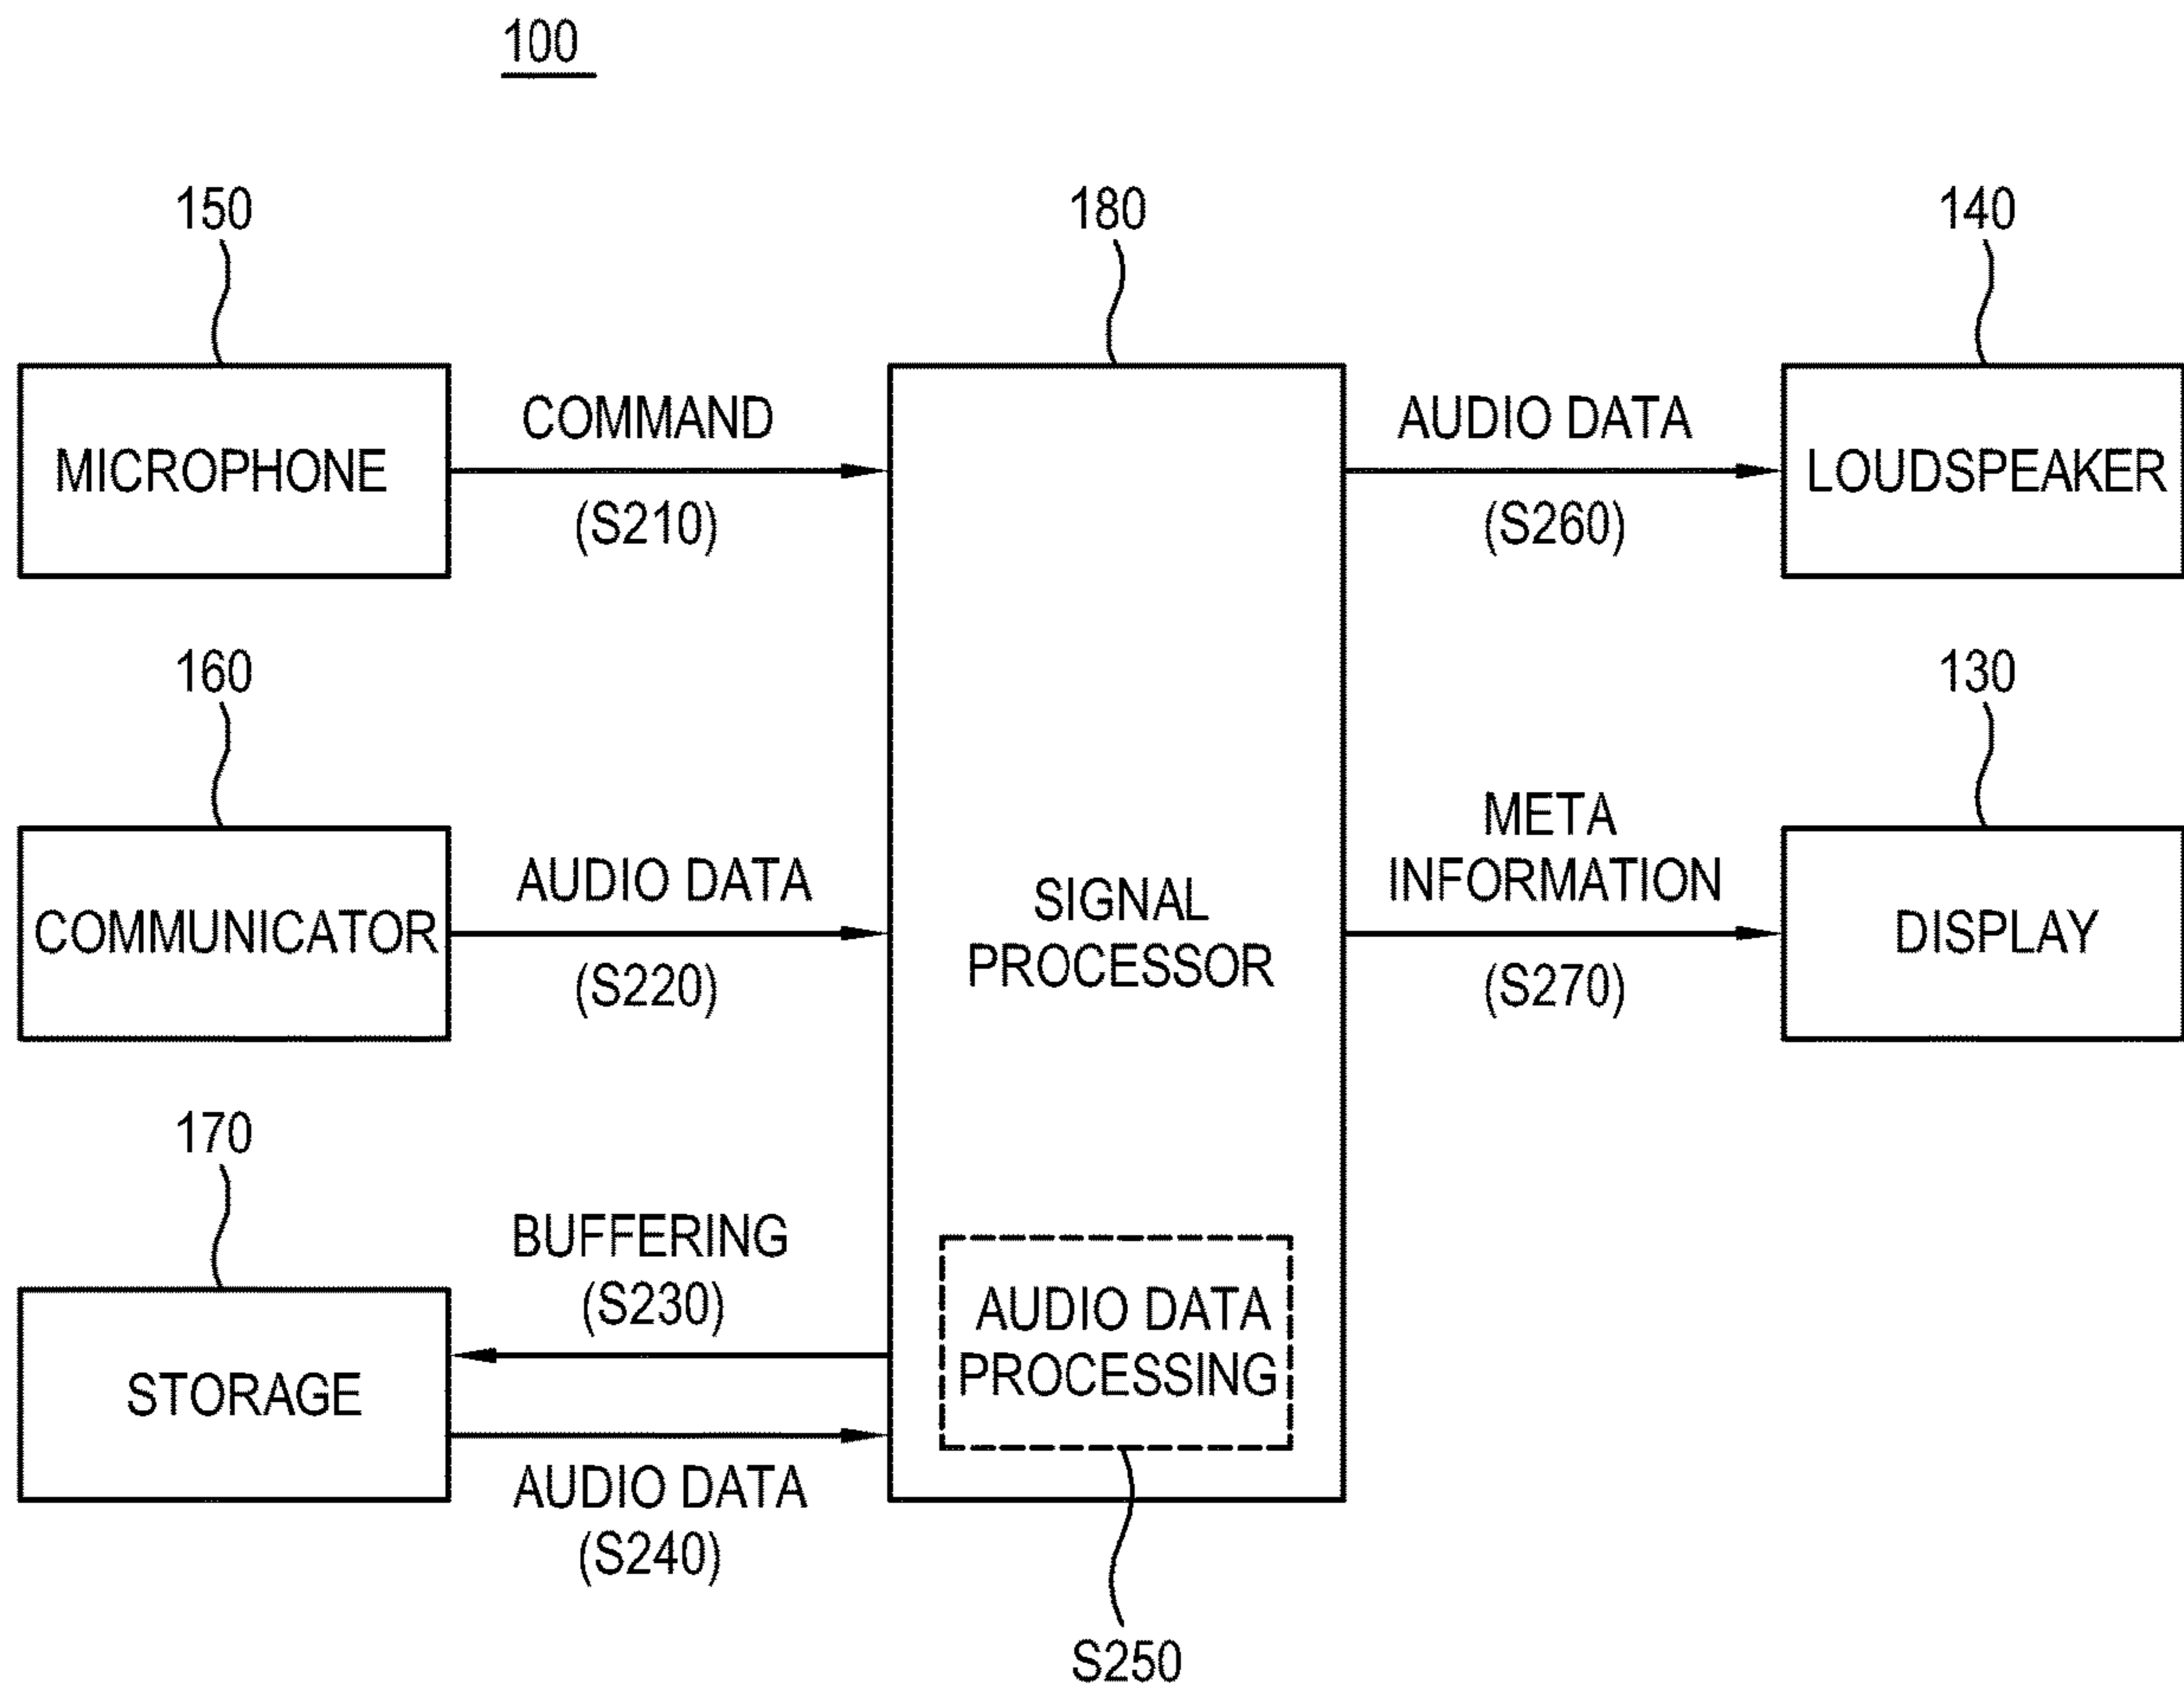 100
150
180
140
MICROPHONE
COMMAND
(S210)
AUDIO DATA
(S260)
LOUDSPEAKER
160
130
COMMUNICATOR
AUDIO DATA
(S220)
SIGNAL
PROCESSOR
META
INFORMATION
(S270)
DISPLAY
170
STORAGE
BUFFERING
(S230)
AUDIO DATA
(S240)
AUDIO DATA
PROCESSING
S250